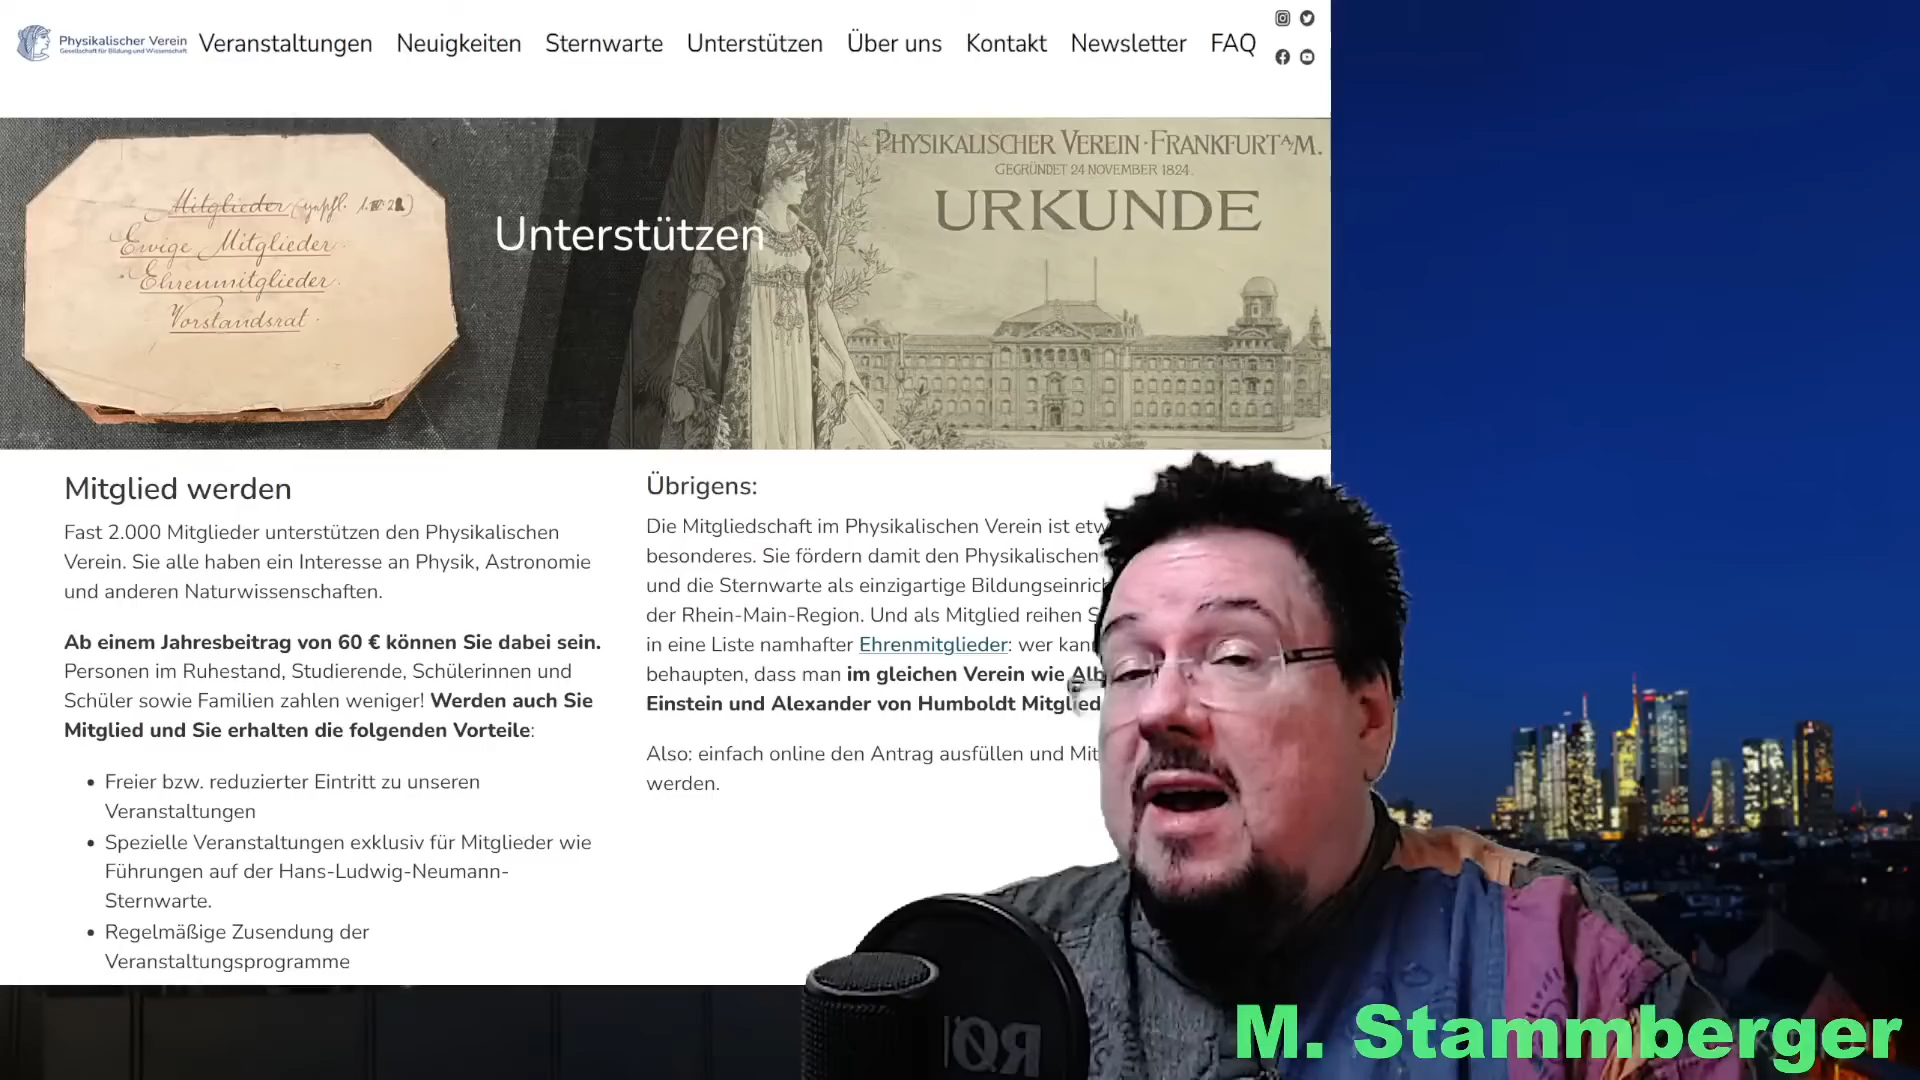 Physikalischer Verein
Gesellschaft für Bildung und Wissenschaft
Veranstaltungen Neuigkeiten Sternwarte Unterstützen Über uns Kontakt Newsletter FAQ
Mitglieder
Ewige Mitglieder
Ehrenmitglieder.
Vorstandsrat.
Unterstützen
PHYSIKALISCHER VEREIN·FRANKFURT A/M.
GEGRÜNDET 24 NOVEMBER 1824.
URKUNDE
Mitglied werden
Fast 2.000 Mitglieder unterstützen den Physikalischen
Verein. Sie alle haben ein Interesse an Physik, Astronomie
und anderen Naturwissenschaften.
Ab einem Jahresbeitrag von 60 € können Sie dabei sein.
Personen im Ruhestand, Studierende, Schülerinnen und
Schüler sowie Familien zahlen weniger! Werden auch Sie
Mitglied und Sie erhalten die folgenden Vorteile:
• Freier bzw. reduzierter Eintritt zu unseren
Veranstaltungen
• Spezielle Veranstaltungen exklusiv für Mitglieder wie
Führungen auf der Hans-Ludwig-Neumann-
Sternwarte.
• Regelmäßige Zusendung der
Veranstaltungsprogramme
Übrigens:
Die Mitgliedschaft im Physikalischen Verein ist etw
besonderes. Sie fördern damit den Physikalischen
und die Sternwarte als einzigartige Bildungseinrich
der Rhein-Main-Region. Und als Mitglied reihen S
in eine Liste namhafter Ehrenmitglieder: wer kan
behaupten, dass man im gleichen Verein wie Alb
Einstein und Alexander von Humboldt Mitglied
Also: einfach online den Antrag ausfüllen und Mit
werden.
M. Stammberger